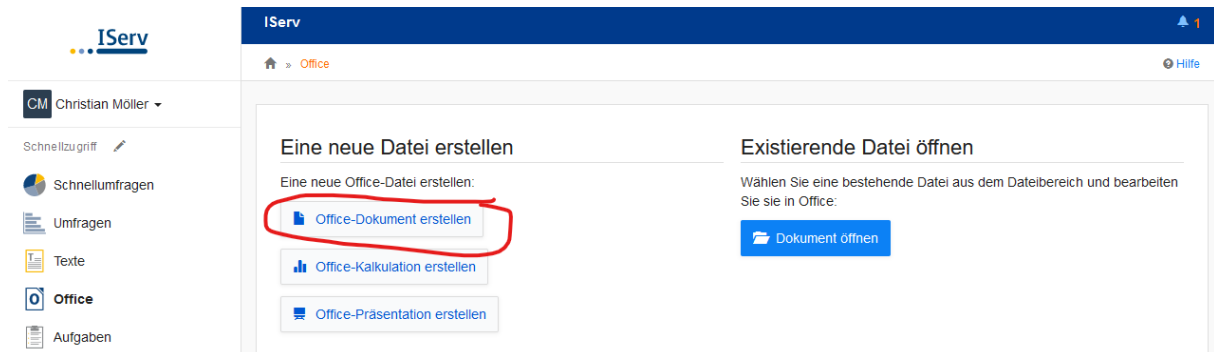 IServ
IServ
1
» Office
Hilfe
CM Christian Möller
Schnellzugriff
Schnellumfragen
Umfragen
Texte
Office
Aufgaben
Eine neue Datei erstellen
Eine neue Office-Datei erstellen:
Office-Dokument erstellen
Office-Kalkulation erstellen
Office-Präsentation erstellen
Existierende Datei öffnen
Wählen Sie eine bestehende Datei aus dem Dateibereich und bearbeiten
Sie sie in Office:
Dokument öffnen